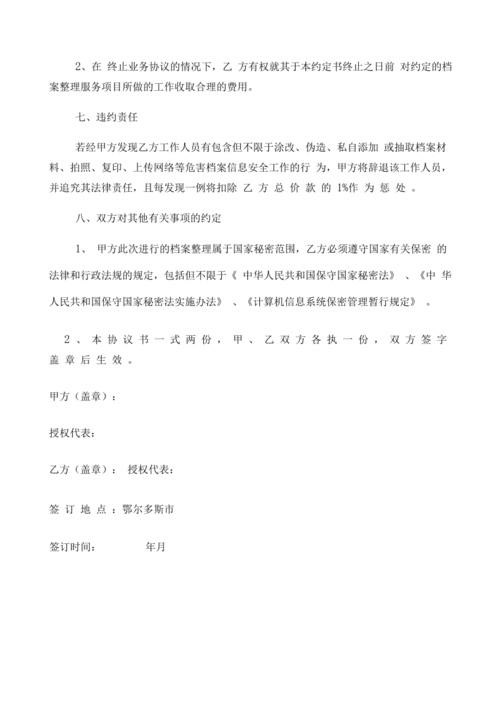 2、在 终止业务协议的情况下，乙 方有权就其于本约定书终止之日前 对约定的档
案整理服务项目所做的工作收取合理的费用。
七、违约责任
若经甲方发现乙方工作人员有包含但不限于涂改、伪造、私自添加 或抽取档案材
料、拍照、复印、上传网络等危害档案信息安全工作的行 为，甲方将辞退该工作人员，
并追究其法律责任，且每发现一例将扣除 乙 方 总 价 款 的 1%作 为 惩 处 。
八、双方对其他有关事项的约定
1、 甲方此次进行的档案整理属于国家秘密范围，乙方必须遵守国家有关保密 的
法律和行政法规的规定，包括但不限于《 中华人民共和国保守国家秘密法》 、《中 华
人民共和国保守国家秘密法实施办法》 、《计算机信息系统保密管理暂行规定》 。
2 、 本 协 议 书 一 式 两 份 ， 甲 、 乙 双 方 各 执 一 份 ， 双 方 签 字
盖 章 后 生 效 。
甲方（盖章）：
授权代表：
乙方（盖章）： 授权代表：
签 订 地 点 ：鄂尔多斯市
签订时间： 年月